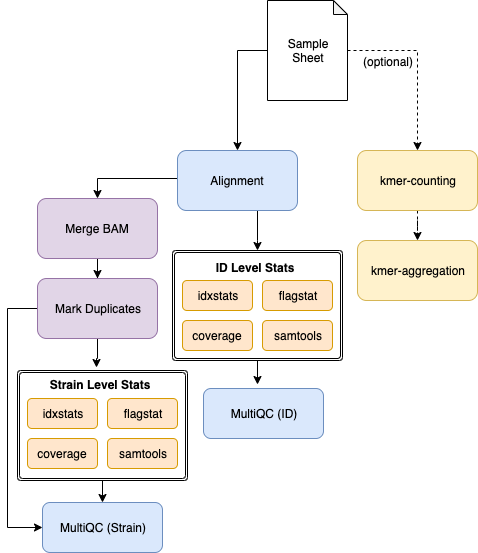 Sample
Sheet
(optional)
Alignment
kmer-counting
Merge BAM
kmer-aggregation
ID Level Stats
idxstats
flagstat
coverage
samtools
Mark Duplicates
Strain Level Stats
idxstats
flagstat
coverage
samtools
MultiQC (ID)
MultiQC (Strain)